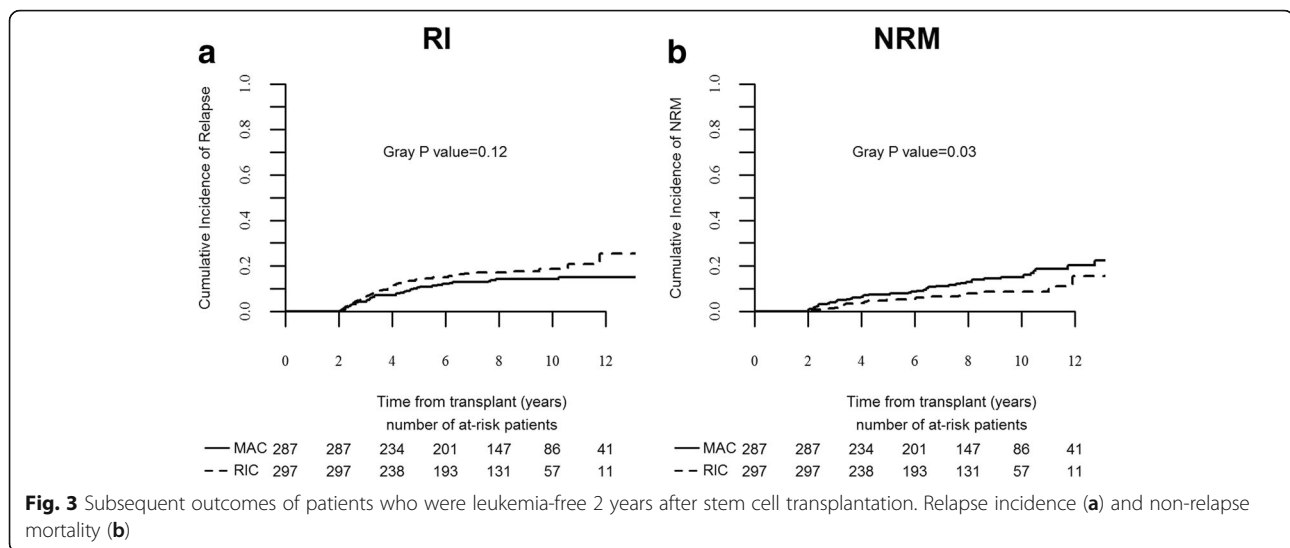 a
RI
Cumulative Incidence of Relapse
1.0
0.8
0.6
0.4
0.2
0.0
Gray P value=0.12
0 2 4 6 8 10 12
Time from transplant (years)
number of at-risk patients
MAC 287 287 234 201 147 86 41
RIC 297 297 238 193 131 57 11
b
NRM
Cumulative Incidence of NRM
1.0
0.8
0.6
0.4
0.2
0.0
Gray P value=0.03
0 2 4 6 8 10 12
Time from transplant (years)
number of at-risk patients
MAC 287 287 234 201 147 86 41
RIC 297 297 238 193 131 57 11
Fig. 3 Subsequent outcomes of patients who were leukemia-free 2 years after stem cell transplantation. Relapse incidence (a) and non-relapse
mortality (b)